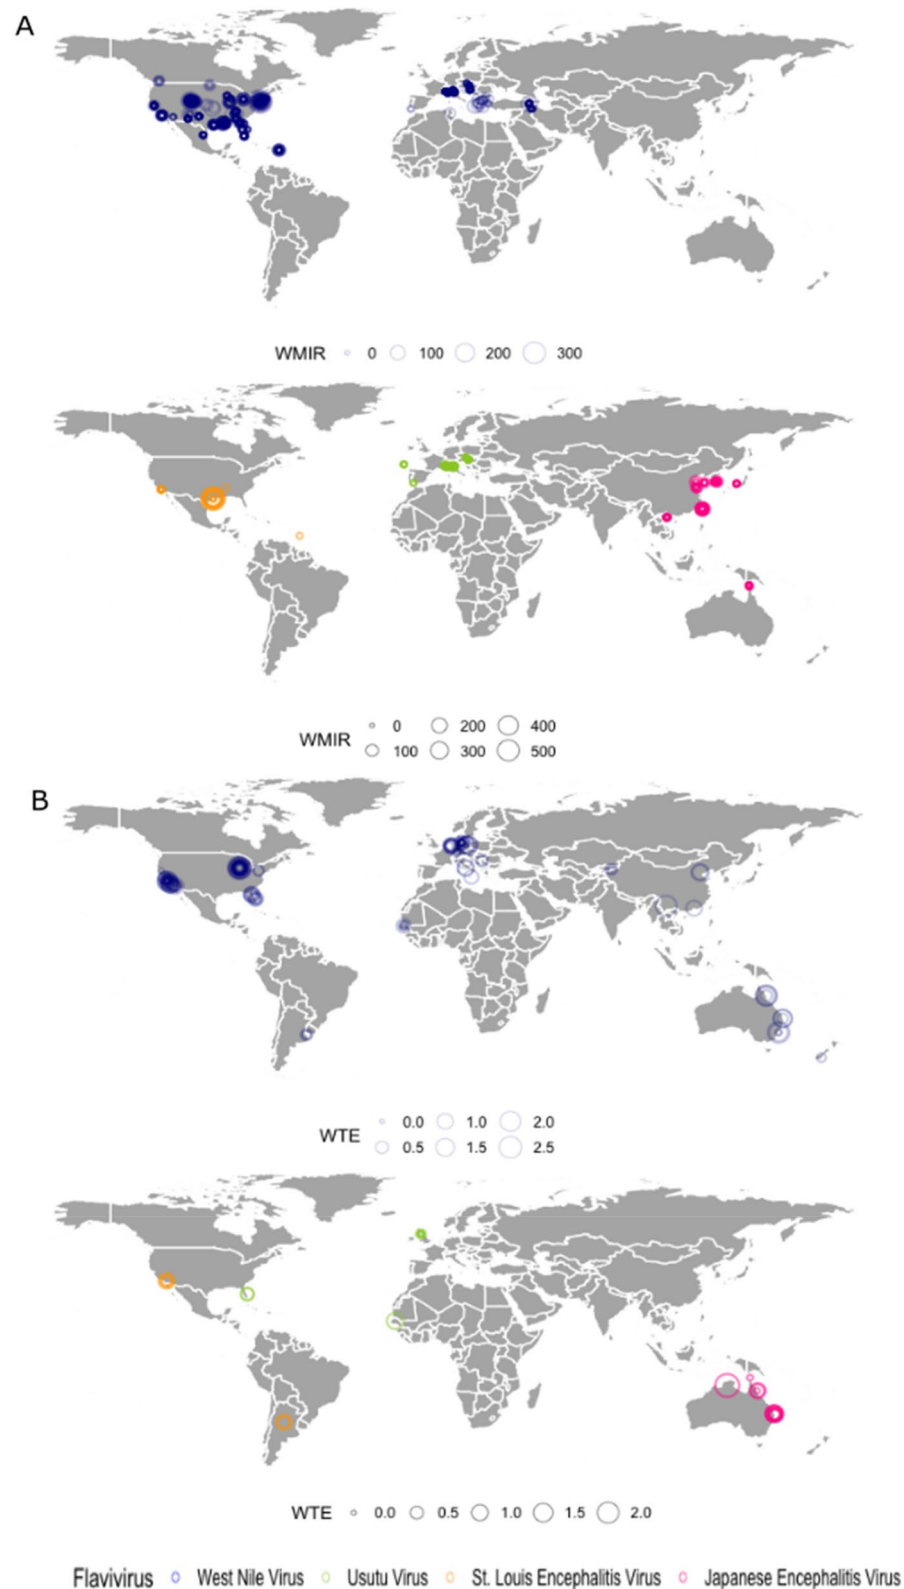 A
WMIR 0 100 200 300
0 200 400
WMIR
100 300 500
B
0.0 1.0 2.0
WTE
0.5 1.5 2.5
WTE 0.0 0.5 1.0 1.5 2.0
Flavivirus West Nile Virus Usutu Virus St. Louis Encephalitis Virus Japanese Encephalitis Virus